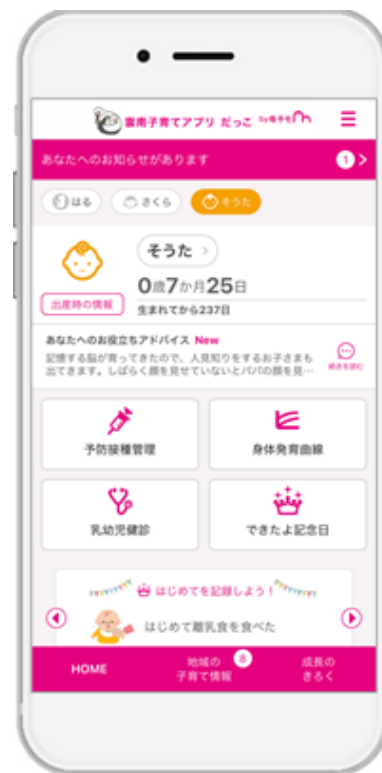 雲南子育てアプリ だっこ by母子モ
あなたへのお知らせがあります 1
はる さくら そうた
そうた
0歳7か月25日
出産時の情報
生まれてから237日
あなたへのお役立ちアドバイス New
記憶する脳が育ってきたので、人見知りをするお子さまも
出てきます。しばらく顔を見せていないとパパの顔を見…
続きを読む
予防接種管理 身体発育曲線
乳幼児健診 できたよ記念日
はじめてを記録しよう!
はじめて離乳食を食べた
HOME 地域の 8 成長の
子育て情報 きろく